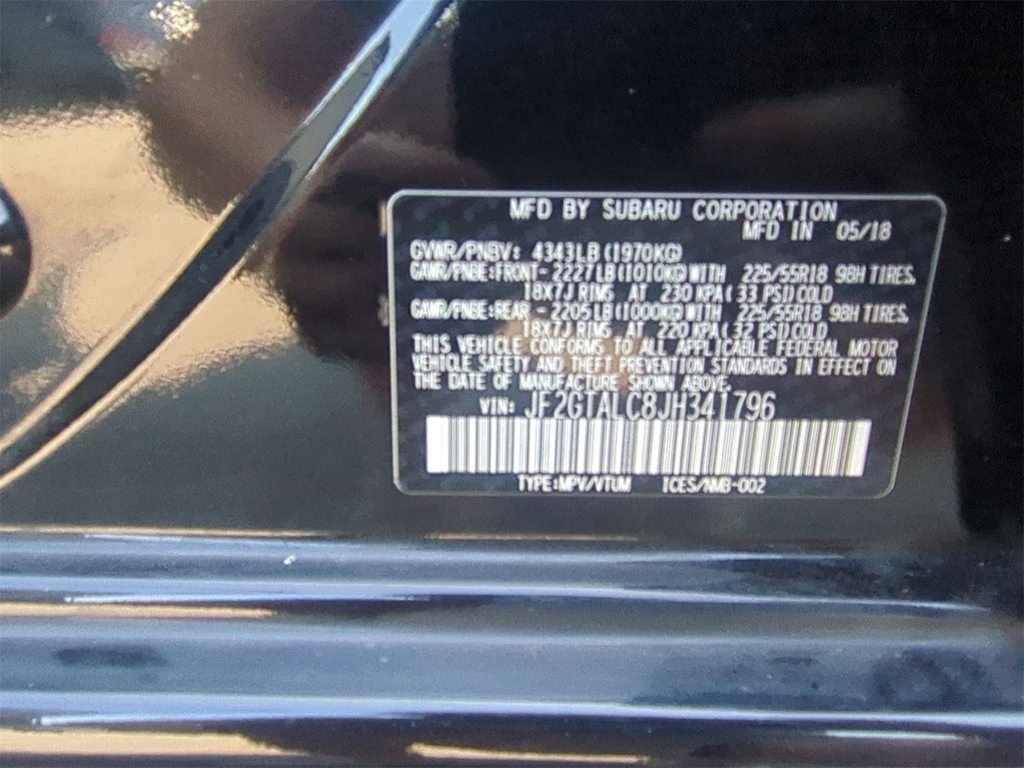 MFD BY SUBARU CORPORATION
MFD IN 05/18
GVWR/PNBV: 4343LB(1970KG)
GAWR/PNBE:FRONT-2227LB(1010KG)WITH 225/55R18 98H TIRES,
18X7J RIMS AT 230 KPA(33 PSI)COLD
GAWR/PNBE:REAR -2205LB(1000KG)WITH 225/55R18 98H TIRES,
18X7J RIMS AT 220 KPA(32 PSI)COLD
THIS VEHICLE CONFORMS TO ALL APPLICABLE FEDERAL MOTOR
VEHICLE SAFETY AND THEFT PREVENTION STANDARDS IN EFFECT ON
THE DATE OF MANUFACTURE SHOWN ABOVE.
VIN: JF2GTALC8JH341796
TYPE:MPV/VTUM ICES/NMB-002